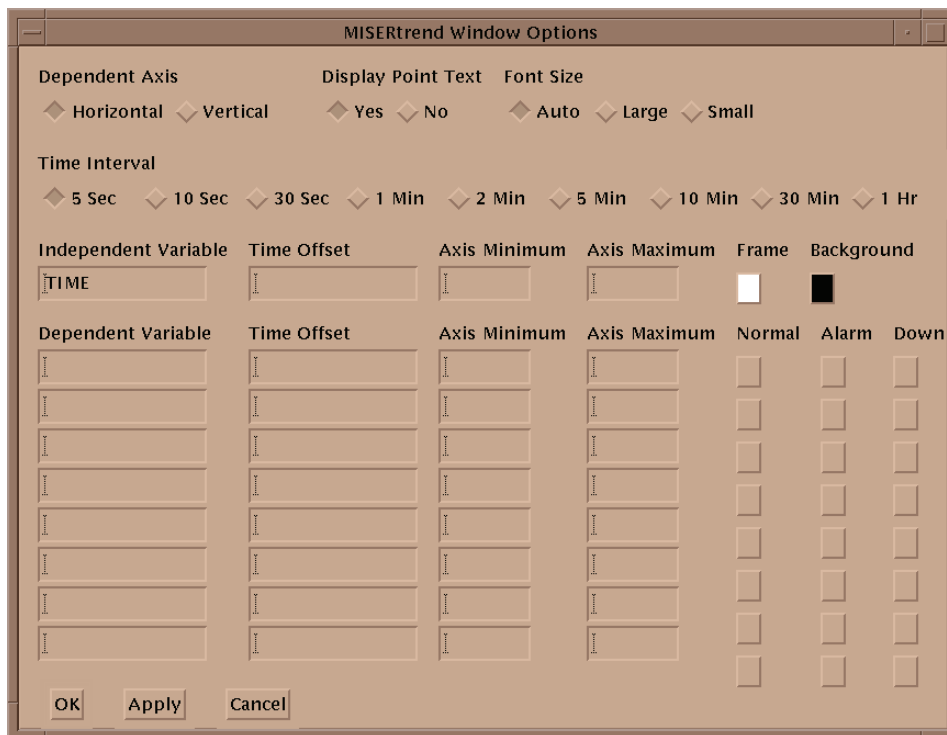 MISERtrend Window Options
Dependent Axis Display Point Text Font Size
Horizontal Vertical Yes No Auto Large Small
Time Interval
5 Sec 10 Sec 30 Sec 1 Min 2 Min 5 Min 10 Min 30 Min 1 Hr
Independent Variable Time Offset Axis Minimum Axis Maximum Frame Background
TIME
Dependent Variable Time Offset Axis Minimum Axis Maximum Normal Alarm Down
OK Apply Cancel